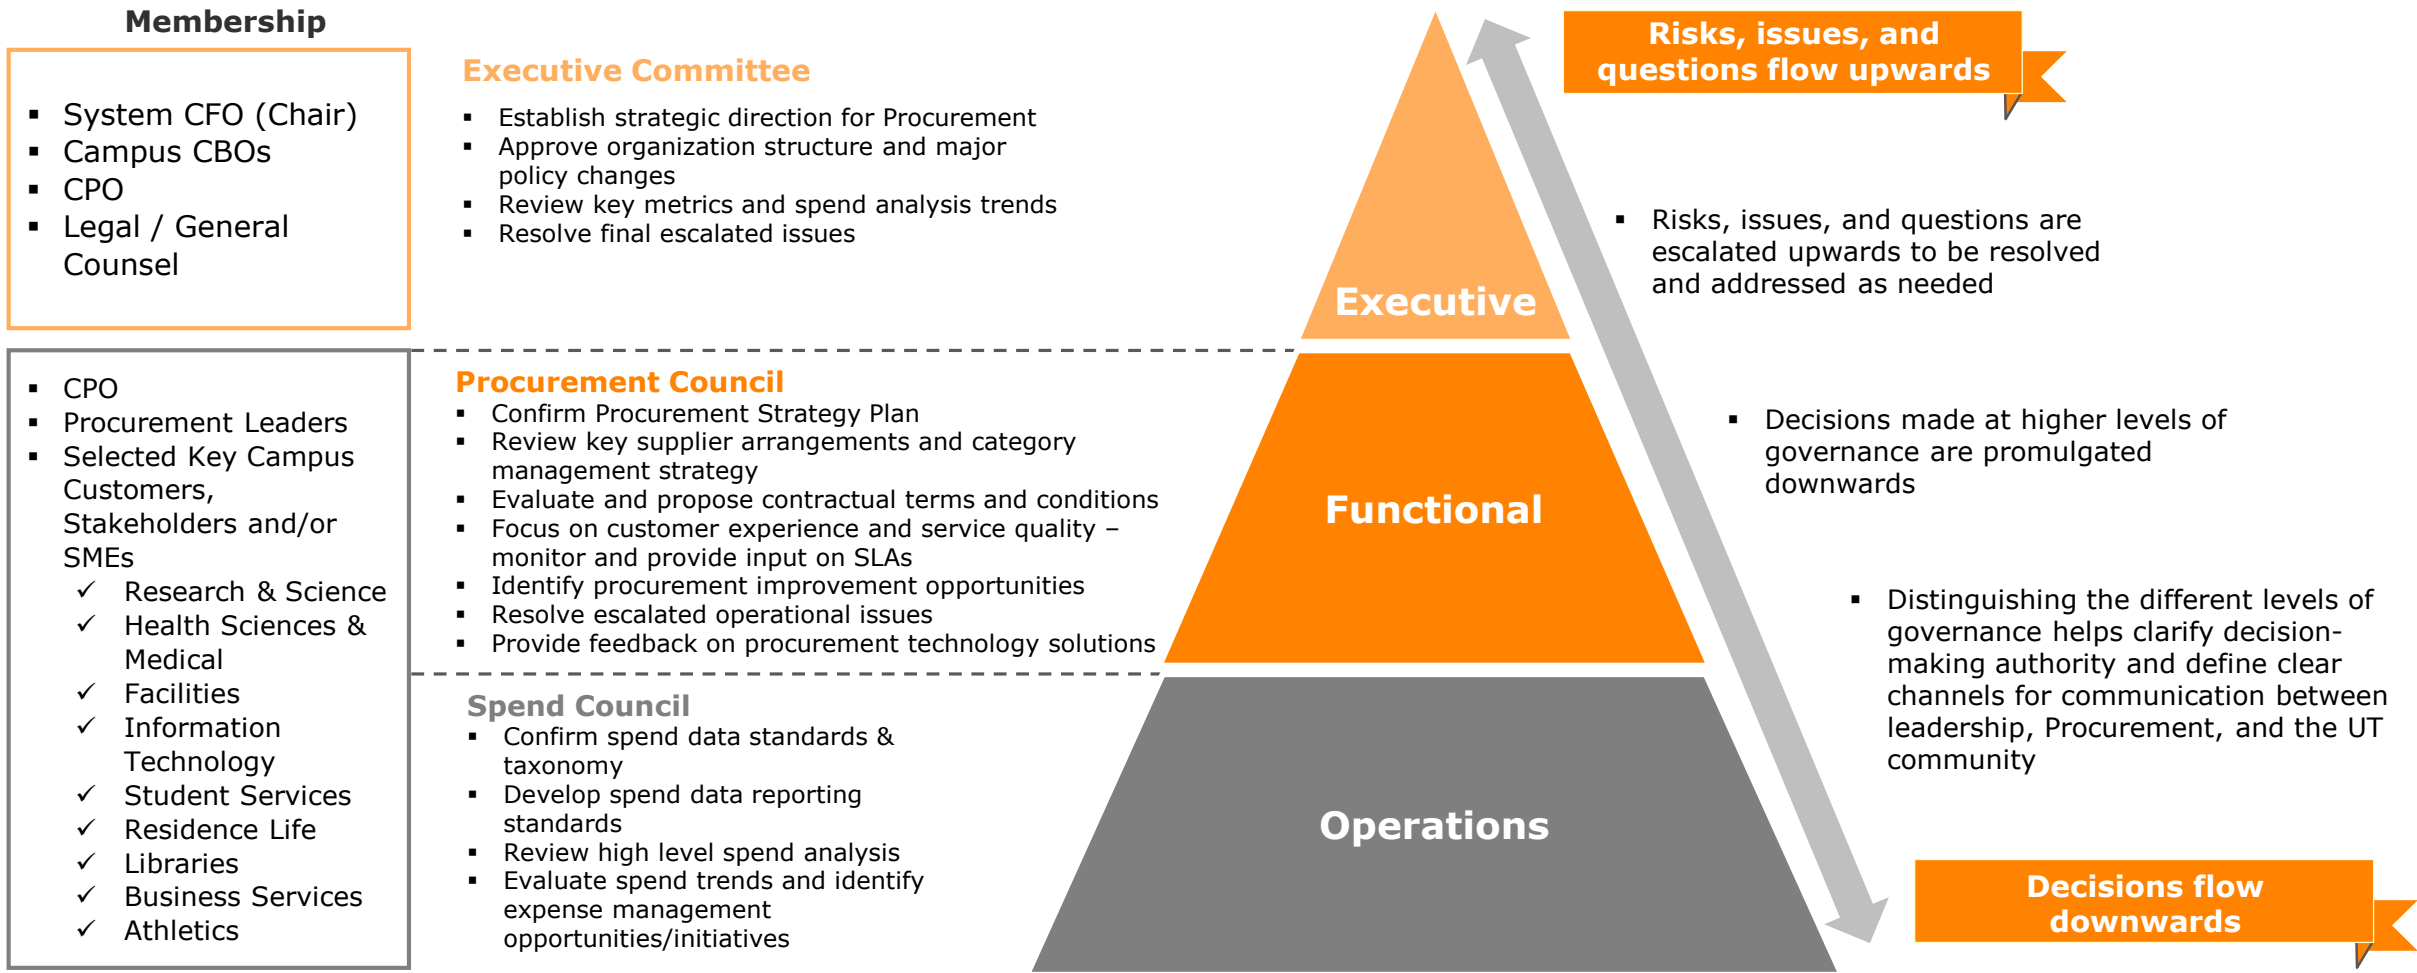 Membership
System CFO (Chair)
Campus CBOs
CPO
Legal / General
Counsel
CPO
Procurement Leaders
Selected Key Campus
Customers,
Stakeholders and/or
SMEs
Research & Science
Health Sciences &
Medical
Facilities
Information
Technology
Student Services
Residence Life
Libraries
Business Services
Athletics
Executive Committee
Establish strategic direction for Procurement
Approve organization structure and major
policy changes
Review key metrics and spend analysis trends
Resolve final escalated issues
Procurement Council
Confirm Procurement Strategy Plan
Review key supplier arrangements and category
management strategy
Evaluate and propose contractual terms and conditions
Focus on customer experience and service quality –
monitor and provide input on SLAs
Identify procurement improvement opportunities
Resolve escalated operational issues
Provide feedback on procurement technology solutions
Spend Council
Confirm spend data standards &
taxonomy
Develop spend data reporting
standards
Review high level spend analysis
Evaluate spend trends and identify
expense management
opportunities/initiatives
Executive
Functional
Operations
Risks, issues, and
questions flow upwards
Risks, issues, and questions are
escalated upwards to be resolved
and addressed as needed
Decisions made at higher levels of
governance are promulgated
downwards
Distinguishing the different levels of
governance helps clarify decision-
making authority and define clear
channels for communication between
leadership, Procurement, and the UT
community
Decisions flow
downwards